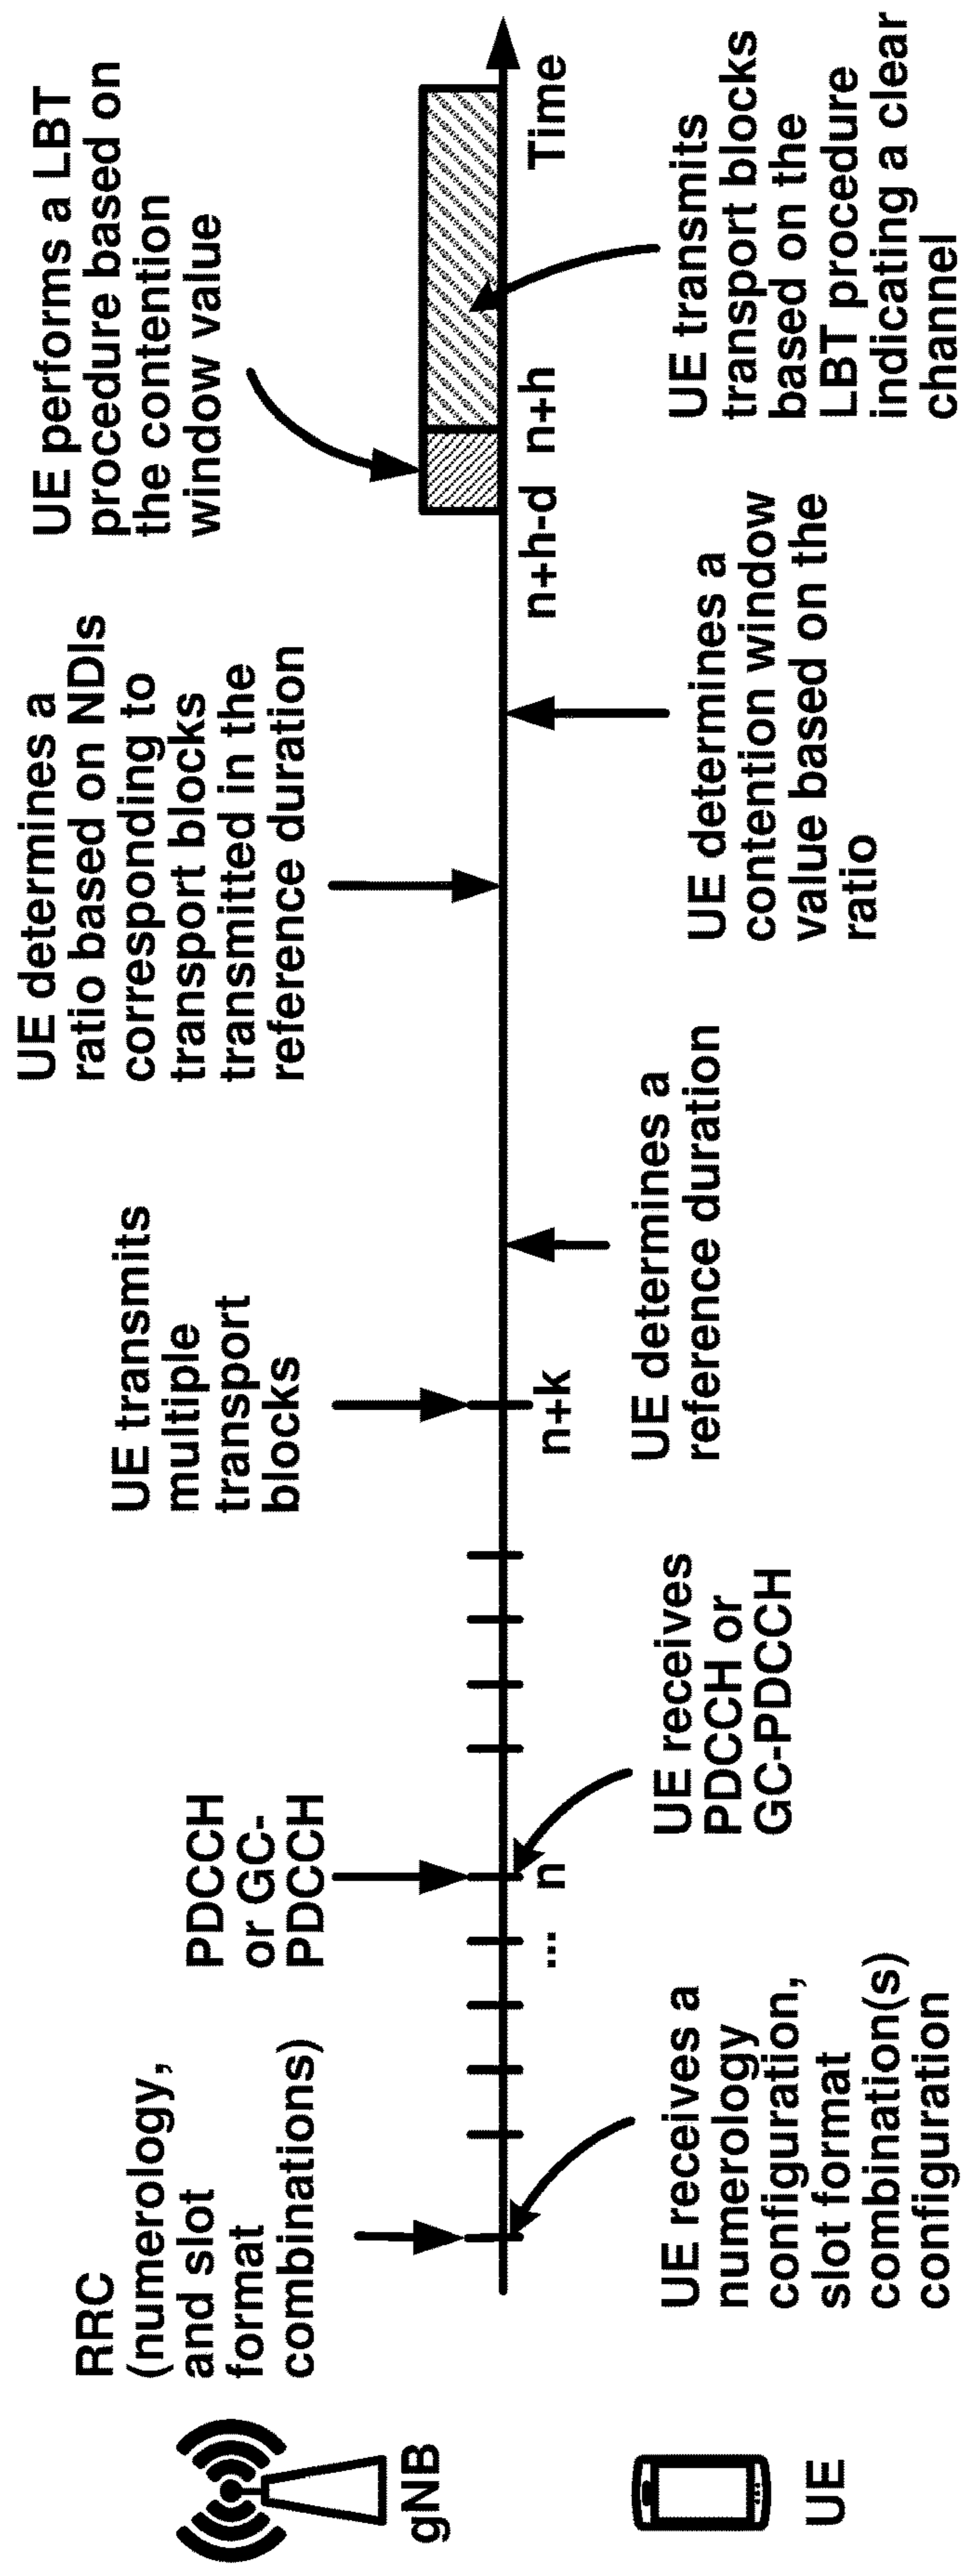 gNB
UE
RRC
(numerology,
and slot
format
combinations)
UE receives a
numerology
configuration,
slot format
combination(s)
configuration
PDCCH
or GC-
PDCCH
... n
UE receives
PDCCH or
GC-PDCCH
UE transmits
multiple
transport
blocks
n+k
UE determines a
reference duration
UE determines a
ratio based on NDIs
corresponding to
transport blocks
transmitted in the
reference duration
UE determines a
contention window
value based on the
ratio
UE performs a LBT
procedure based on
the contention
window value
n+h-d n+h
Time
UE transmits
transport blocks
based on the
LBT procedure
indicating a clear
channel